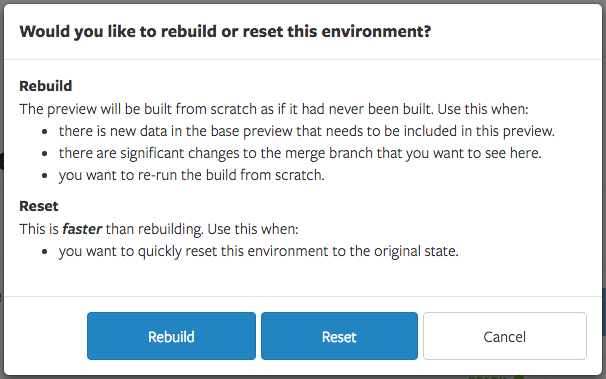 Would you like to rebuild or reset this environment?
Rebuild
The preview will be built from scratch as if it had never been built. Use this when:
• there is new data in the base preview that needs to be included in this preview.
• there are significant changes to the merge branch that you want to see here.
• you want to re-run the build from scratch.
Reset
This is faster than rebuilding. Use this when:
• you want to quickly reset this environment to the original state.
Rebuild Reset Cancel